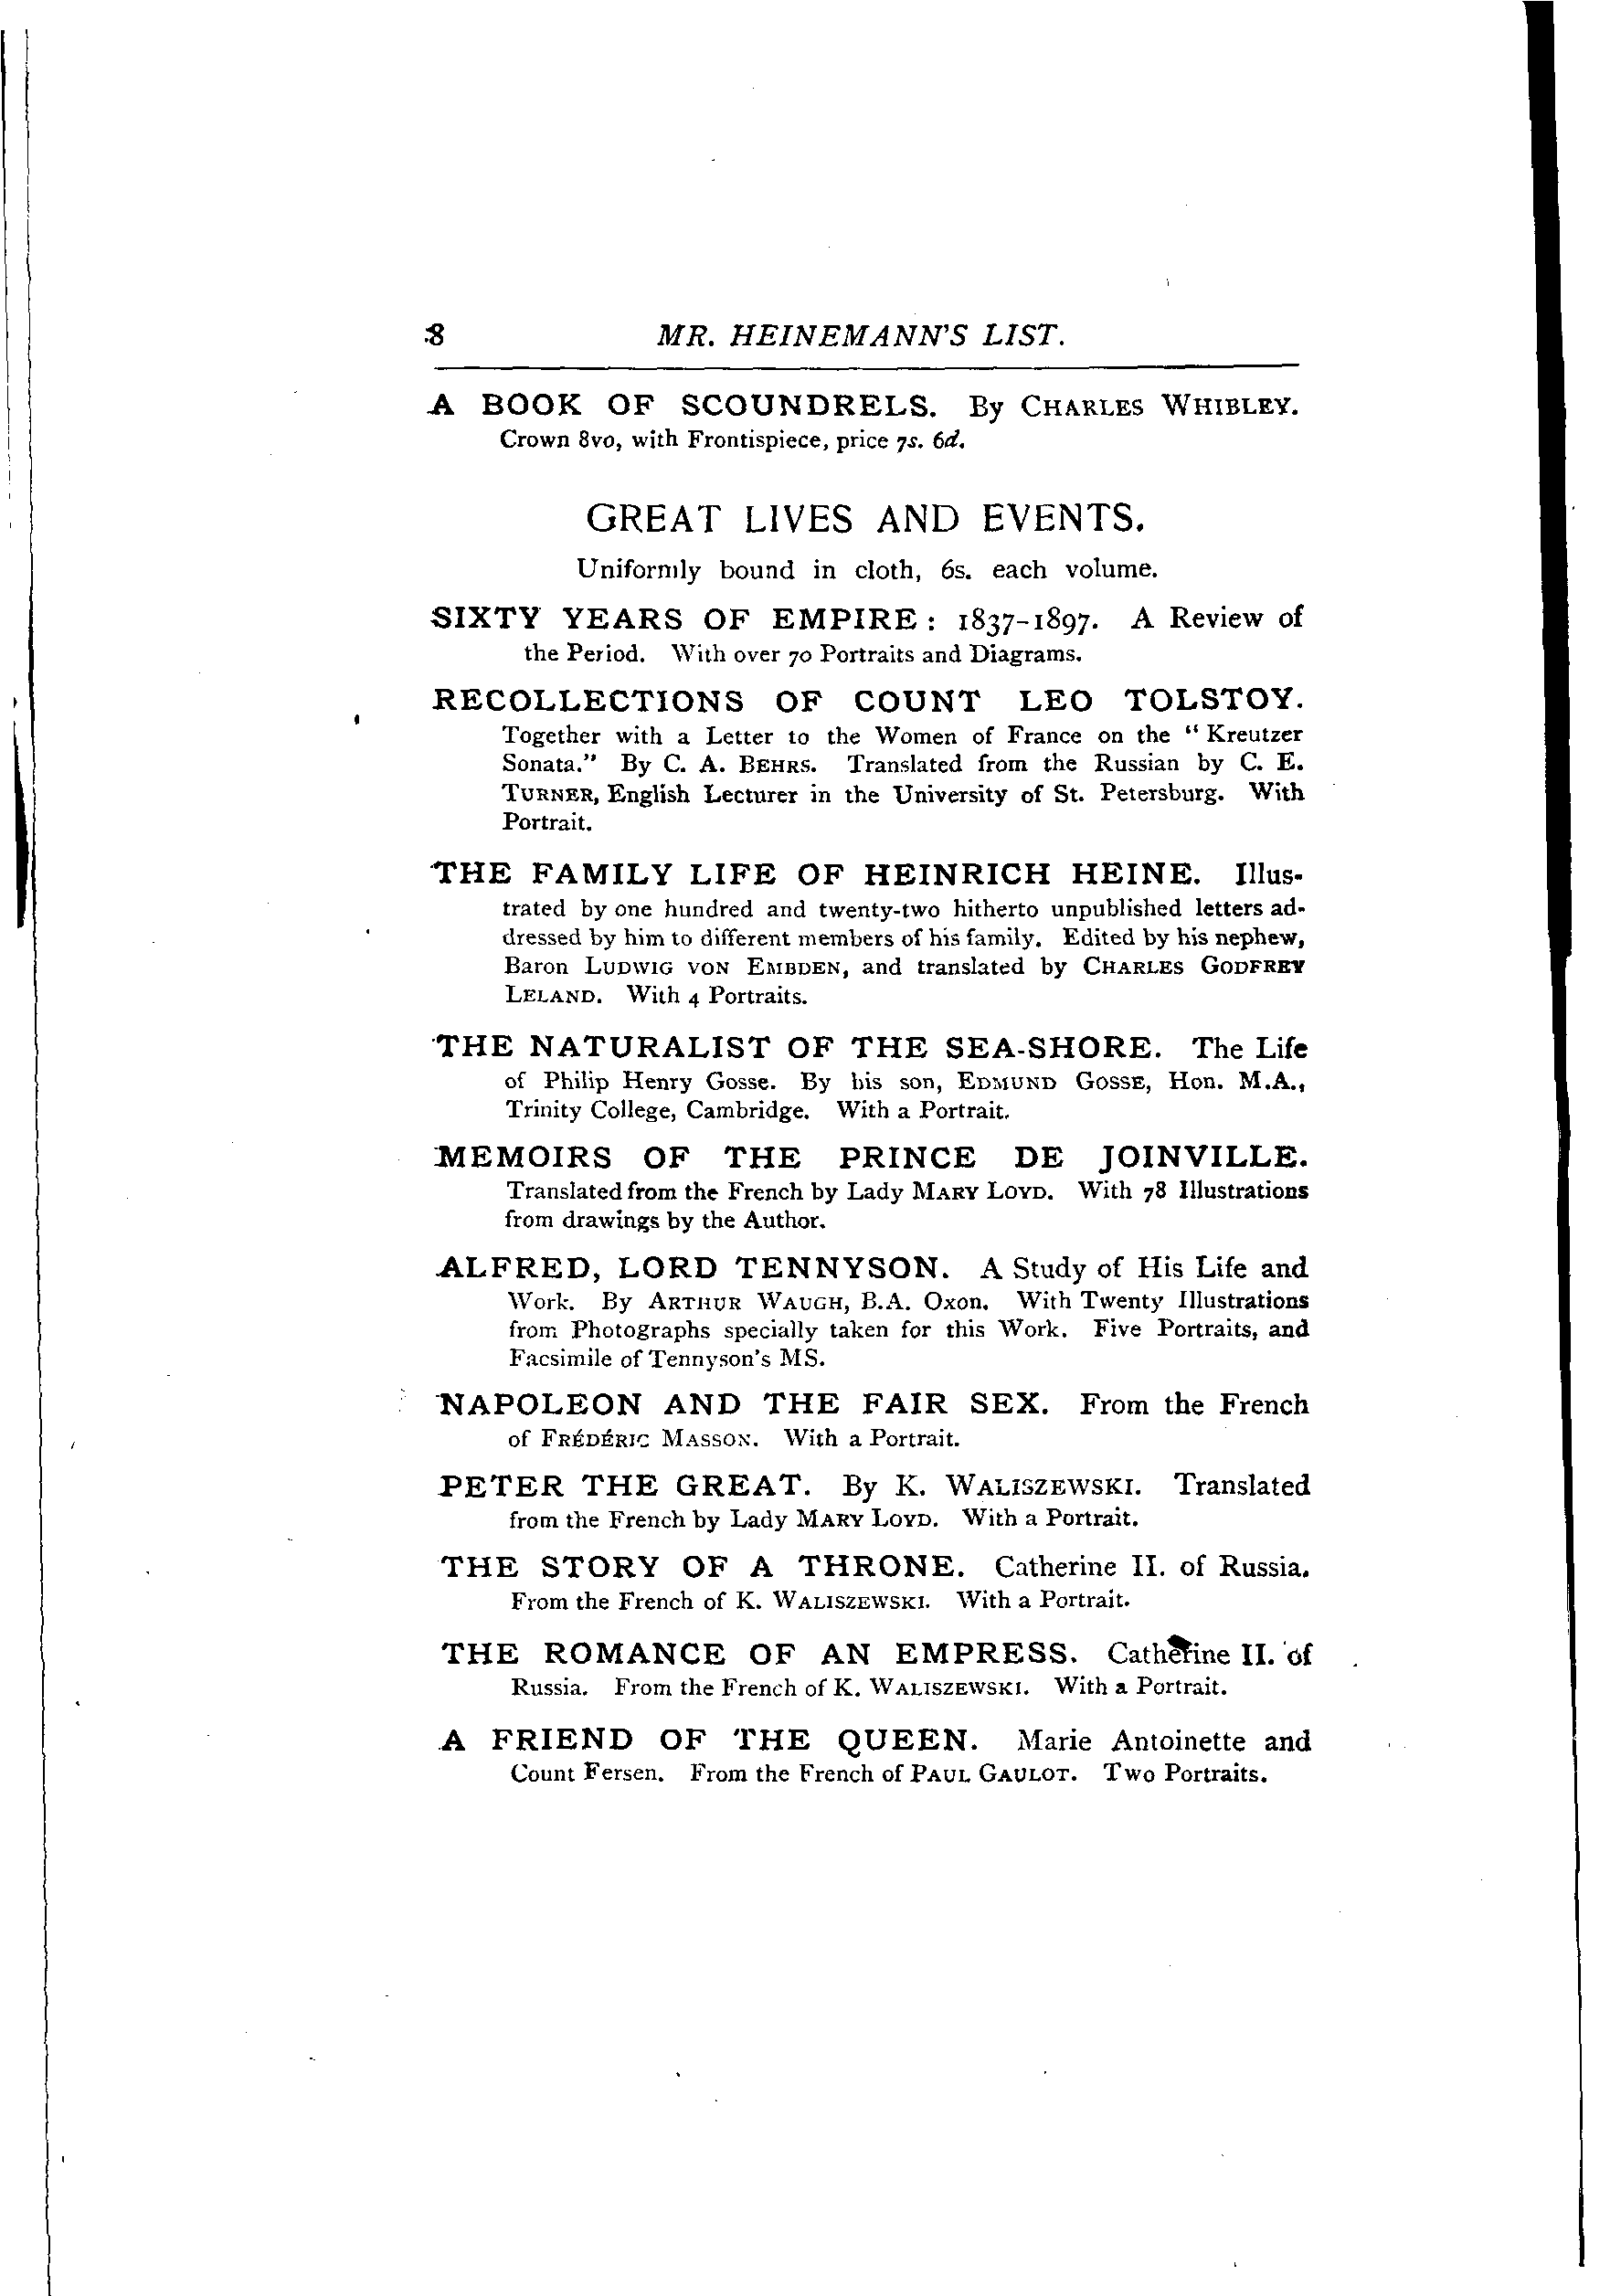 8 MR. HEINEMANN'S LIST.
A BOOK OF SCOUNDRELS. By CHARLES WHIBLEY.
Crown 8vo, with Frontispiece, price 7s. 6d.
GREAT LIVES AND EVENTS.
Uniformly bound in cloth, 6s. each volume.
SIXTY YEARS OF EMPIRE: 1837-1897. A Review of
the Period. With over 70 Portraits and Diagrams.
RECOLLECTIONS OF COUNT LEO TOLSTOY.
Together with a Letter to the Women of France on the "Kreutzer
Sonata." By C. A. BEHRS. Translated from the Russian by C. E.
TURNER, English Lecturer in the University of St. Petersburg. With
Portrait.
THE FAMILY LIFE OF HEINRICH HEINE. Illus-
trated by one hundred and twenty-two hitherto unpublished letters ad-
dressed by him to different members of his family. Edited by his nephew,
Baron LUDWIG VON EMBDEN, and translated by CHARLES GODFREY
LELAND. With 4 Portraits.
THE NATURALIST OF THE SEA-SHORE. The Life
of Philip Henry Gosse. By his son, EDMUND GOSSE, Hon. M.A.,
Trinity College, Cambridge. With a Portrait.
MEMOIRS OF THE PRINCE DE JOINVILLE.
Translated from the French by Lady MARY LOYD. With 78 Illustrations
from drawings by the Author.
ALFRED, LORD TENNYSON. A Study of His Life and
Work. By ARTHUR WAUGH, B.A. Oxon. With Twenty Illustrations
from Photographs specially taken for this Work. Five Portraits, and
Facsimile of Tennyson's MS.
NAPOLEON AND THE FAIR SEX. From the French
of FRÉDÉRIC MASSON. With a Portrait.
PETER THE GREAT. By K. WALISZEWSKI. Translated
from the French by Lady MARY LOYD. With a Portrait.
THE STORY OF A THRONE. Catherine II. of Russia.
From the French of K. WALISZEWSKI. With a Portrait.
THE ROMANCE OF AN EMPRESS. Catherine II. of
Russia. From the French of K. WALISZEWSKI. With a Portrait.
A FRIEND OF THE QUEEN. Marie Antoinette and
Count Fersen. From the French of PAUL GAULOT. Two Portraits.